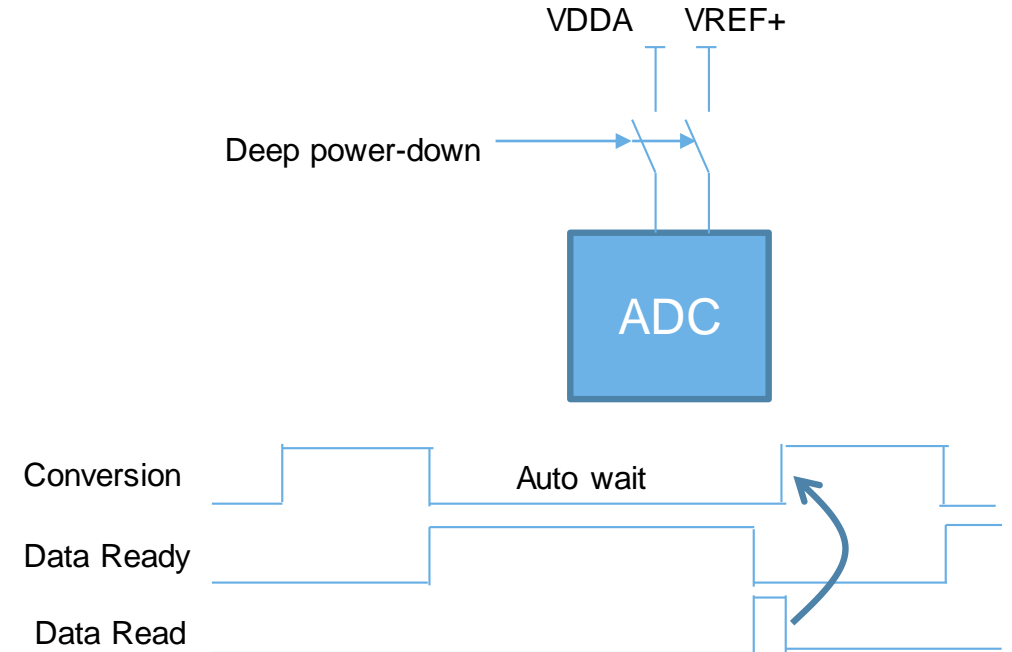 VDDA VREF+
Deep power-down
ADC
Conversion
Auto wait
Data Ready
Data Read